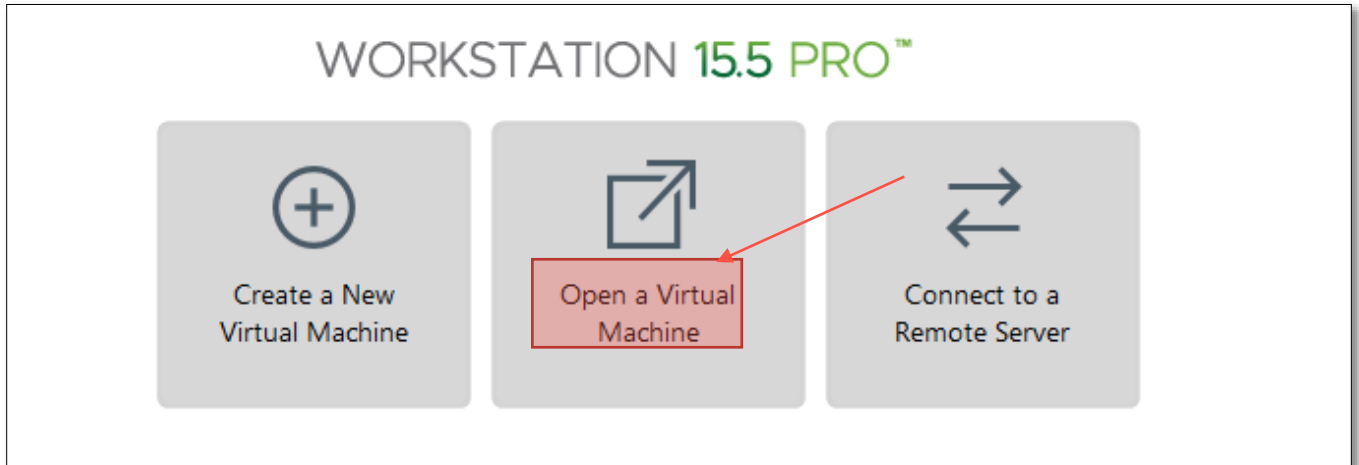 WORKSTATION 15.5 PRO™
Create a New
Virtual Machine
Open a Virtual
Machine
Connect to a
Remote Server